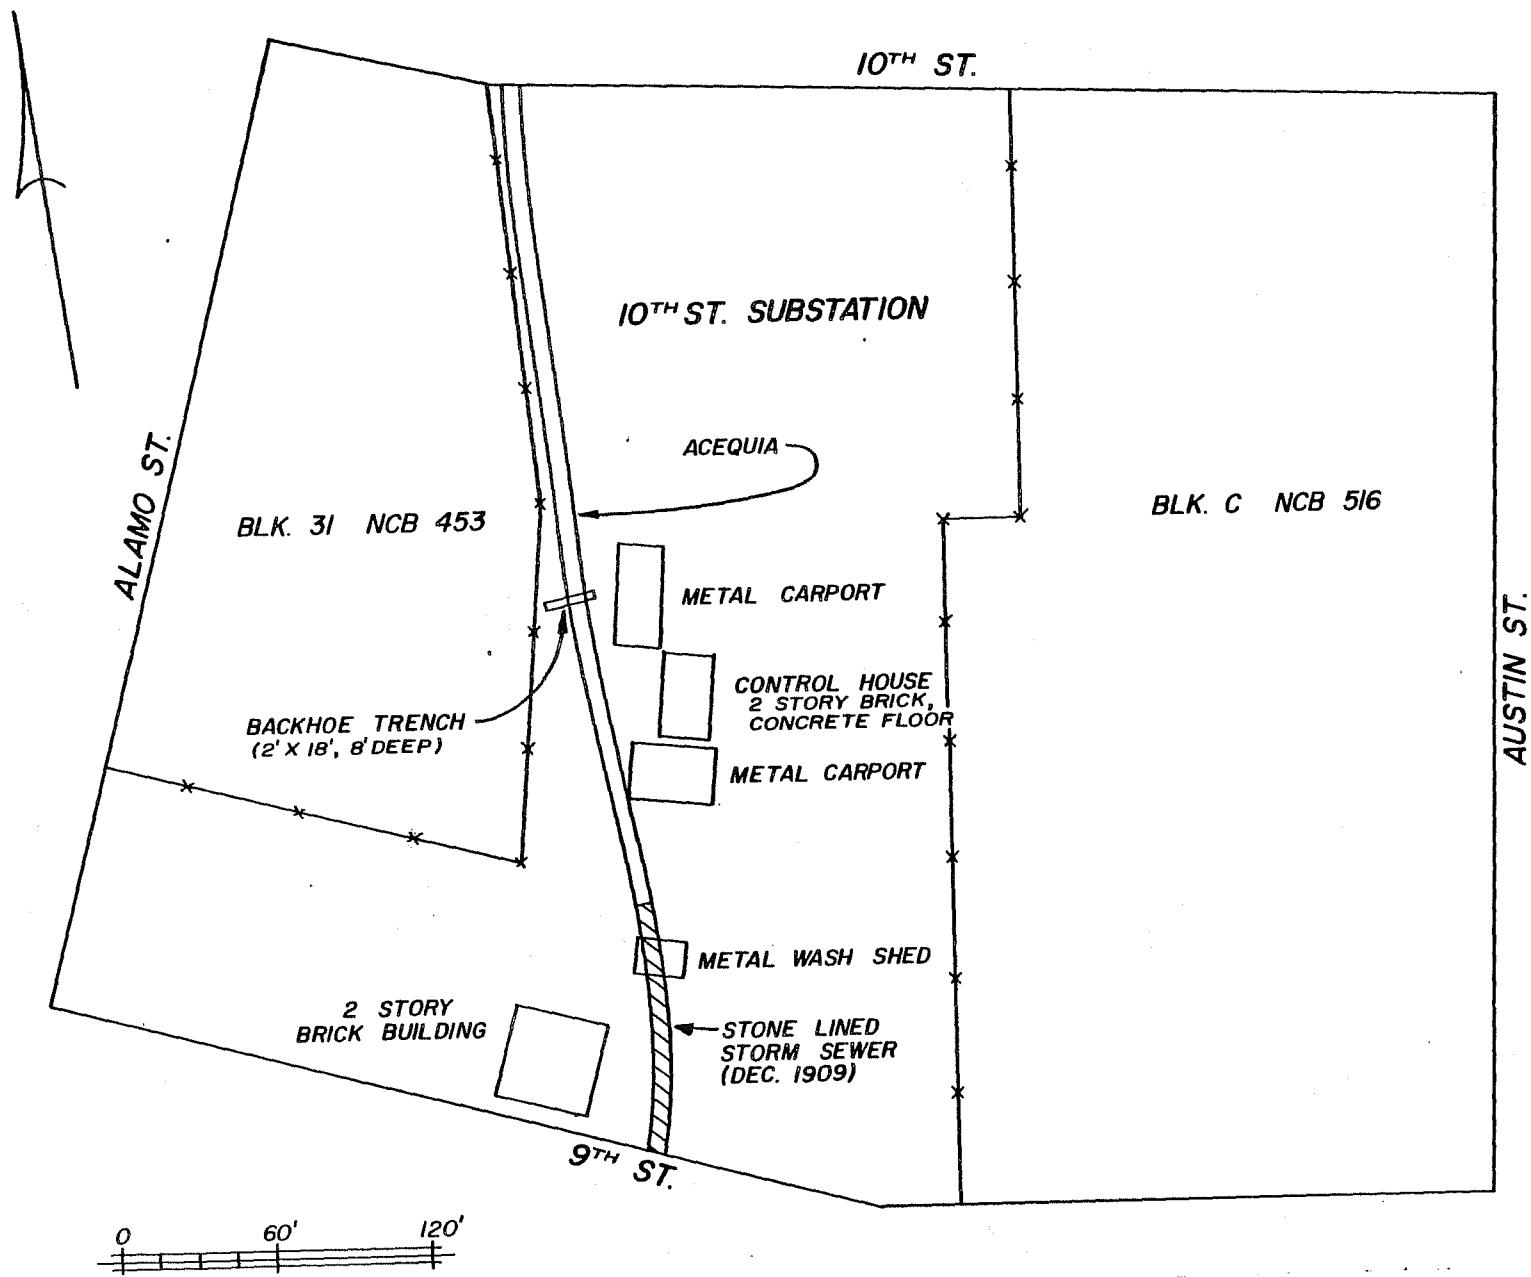 10TH ST.
10TH ST. SUBSTATION
ACEQUIA
ALAMO ST.
BLK. 31 NCB 453
BLK. C NCB 516
METAL CARPORT
AUSTIN ST.
CONTROL HOUSE
2 STORY BRICK,
CONCRETE FLOOR
BACKHOE TRENCH
(2' X 18', 8' DEEP)
METAL CARPORT
METAL WASH SHED
2 STORY
BRICK BUILDING
STONE LINED
STORM SEWER
(DEC. 1909)
9TH ST.
0 60' 120'